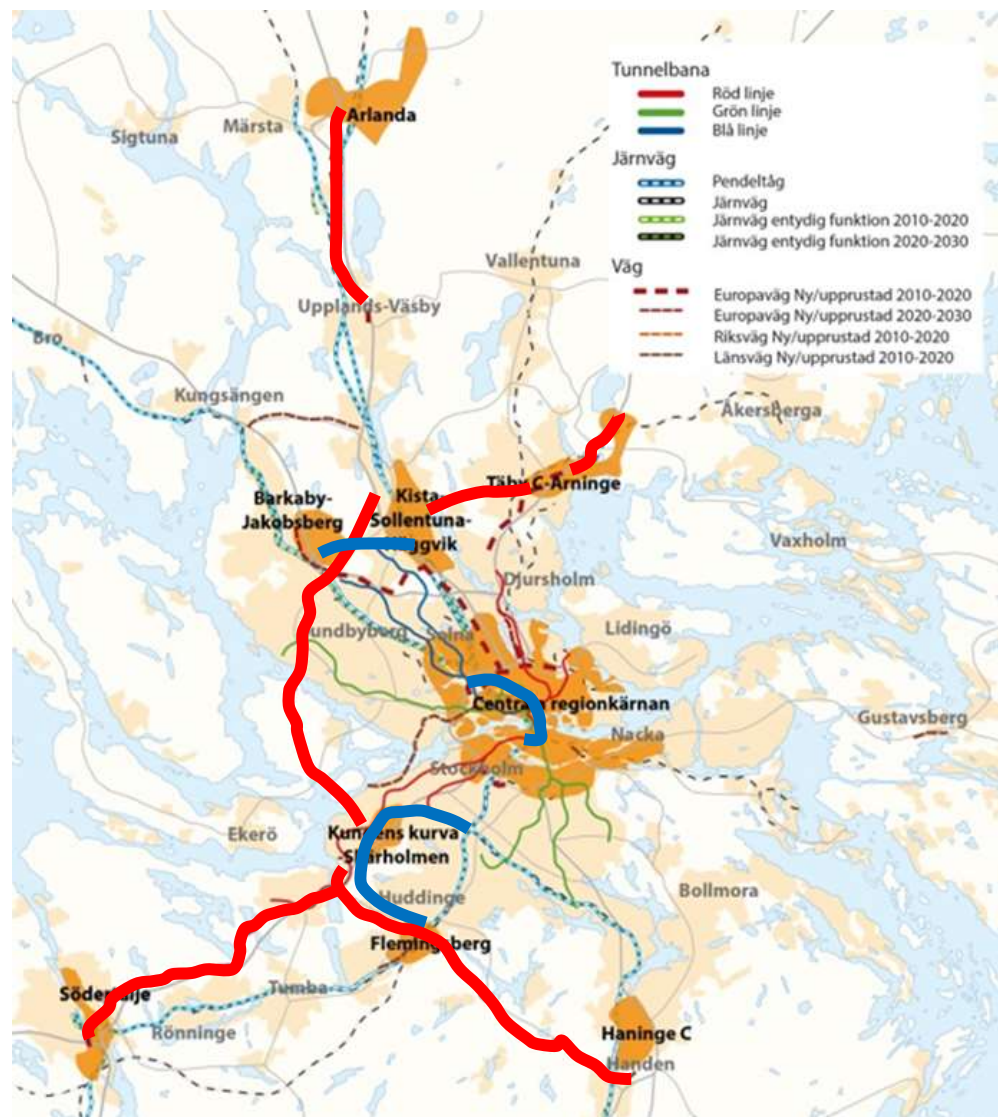 Tunnelbana
Röd linje
Grön linje
Blå linje
Järnväg
Pendeltåg
Järnväg
Järnväg entydig funktion 2010-2020
Järnväg entydig funktion 2020-2030
Väg
Europaväg Ny/upprustad 2010-2020
Europaväg Ny/upprustad 2020-2030
Riksväg Ny/upprustad 2010-2020
Länsväg Ny/upprustad 2010-2020
Arlanda
Märsta
Sigtuna
Vallentuna
Upplands-Väsby
Bro
Kungsängen
Åkersberga
Täby C-Arninge
Barkaby-
Jakobsberg
Kista-
Sollentuna-
Häggvik
Vaxholm
Djursholm
Sundbyberg
Solna
Lidingö
Centrala regionkärnan
Gustavsberg
Nacka
Stockholm
Ekerö
Kungens kurva
-Skärholmen
Bollmora
Huddinge
Flemingsberg
Södertälje
Tumba
Rönninge
Haninge C
Handen